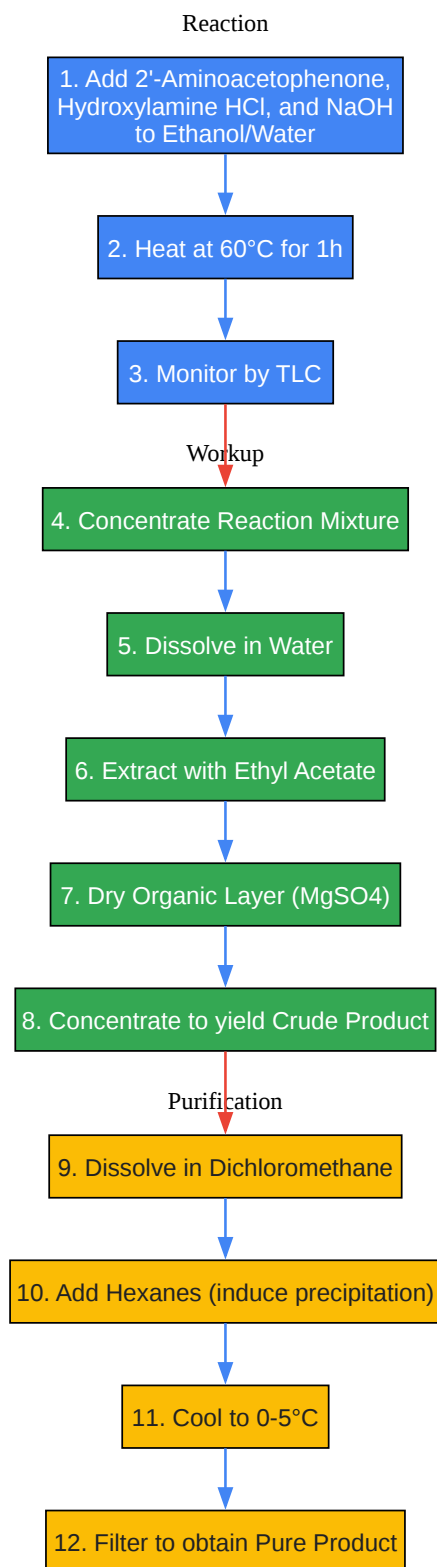 Reaction
1. Add 2'-Aminoacetophenone,
Hydroxylamine HCl, and NaOH
to Ethanol/Water
2. Heat at 60°C for 1h
3. Monitor by TLC
Workup
4. Concentrate Reaction Mixture
5. Dissolve in Water
6. Extract with Ethyl Acetate
7. Dry Organic Layer (MgSO4)
8. Concentrate to yield Crude Product
Purification
9. Dissolve in Dichloromethane
10. Add Hexanes (induce precipitation)
11. Cool to 0-5°C
12. Filter to obtain Pure Product